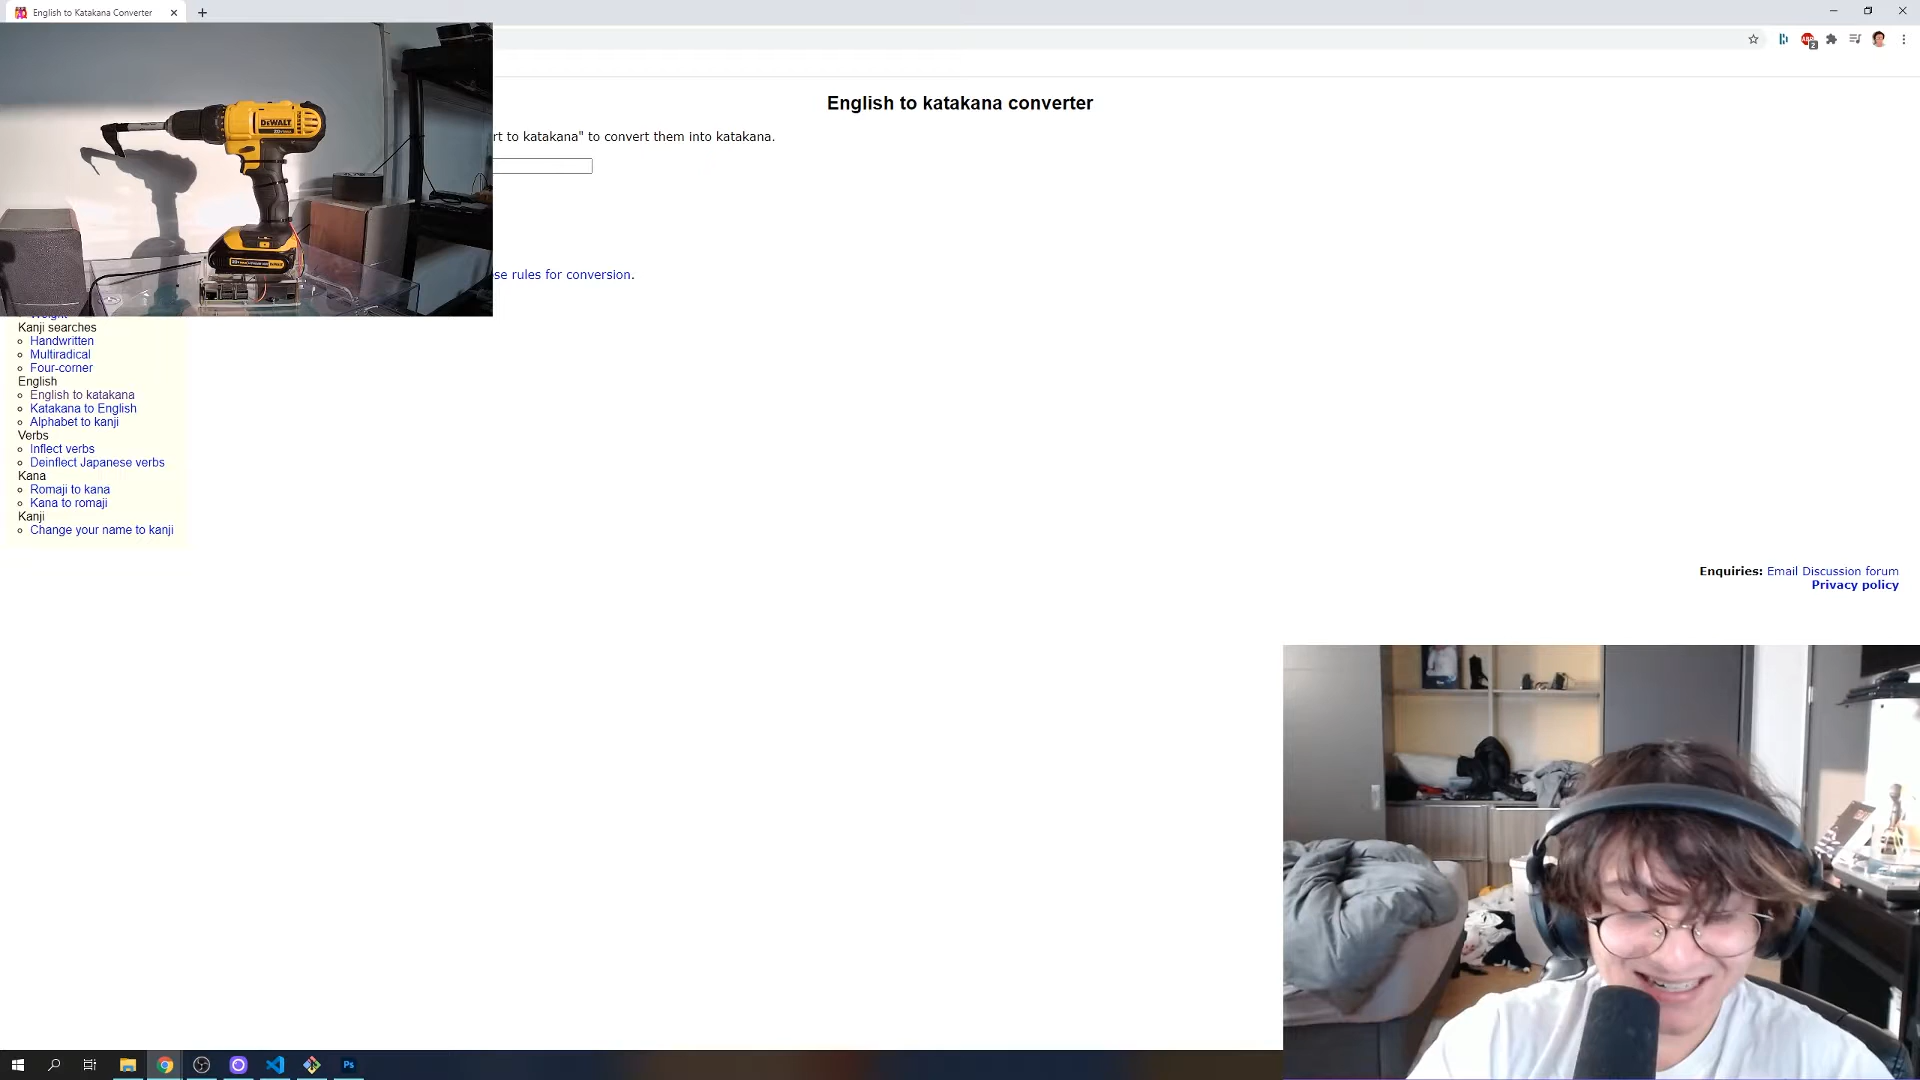 English to Katakana Converter
2
DEWALT
English to katakana converter
rt to katakana" to convert them into katakana.
se rules for conversion.
Weight
Kanji searches
Handwritten
Multiradical
Four-corner
English
English to katakana
Katakana to English
Alphabet to kanji
Verbs
Inflect verbs
Deinflect Japanese verbs
Kana
Romaji to kana
Kana to romaji
Kanji
Change your name to kanji
Enquiries: Email Discussion forum
Privacy policy
Ps